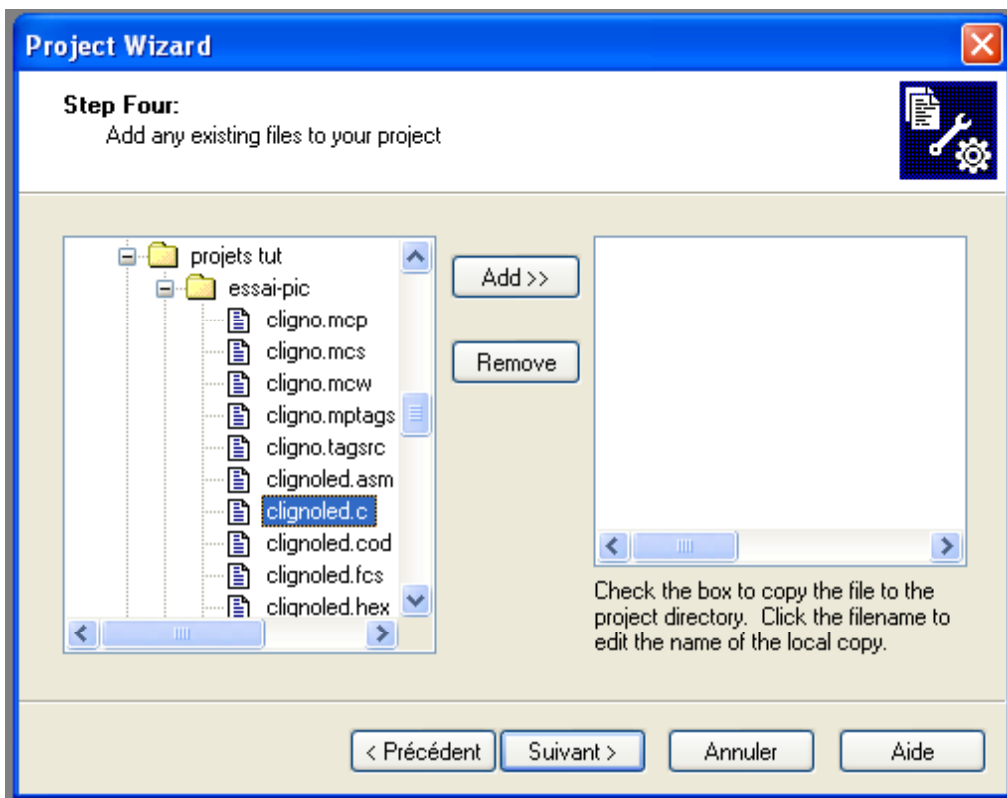 Project Wizard
Step Four:
Add any existing files to your project
projets tut
essai-pic
cligno.mcp
cligno.mcs
cligno.mcw
cligno.mptags
cligno.tagsrc
clignoled.asm
clignoled.c
clignoled.cod
clignoled.fcs
clignoled.hex
Add >>
Remove
Check the box to copy the file to the
project directory. Click the filename to
edit the name of the local copy.
< Précédent
Suivant >
Annuler
Aide